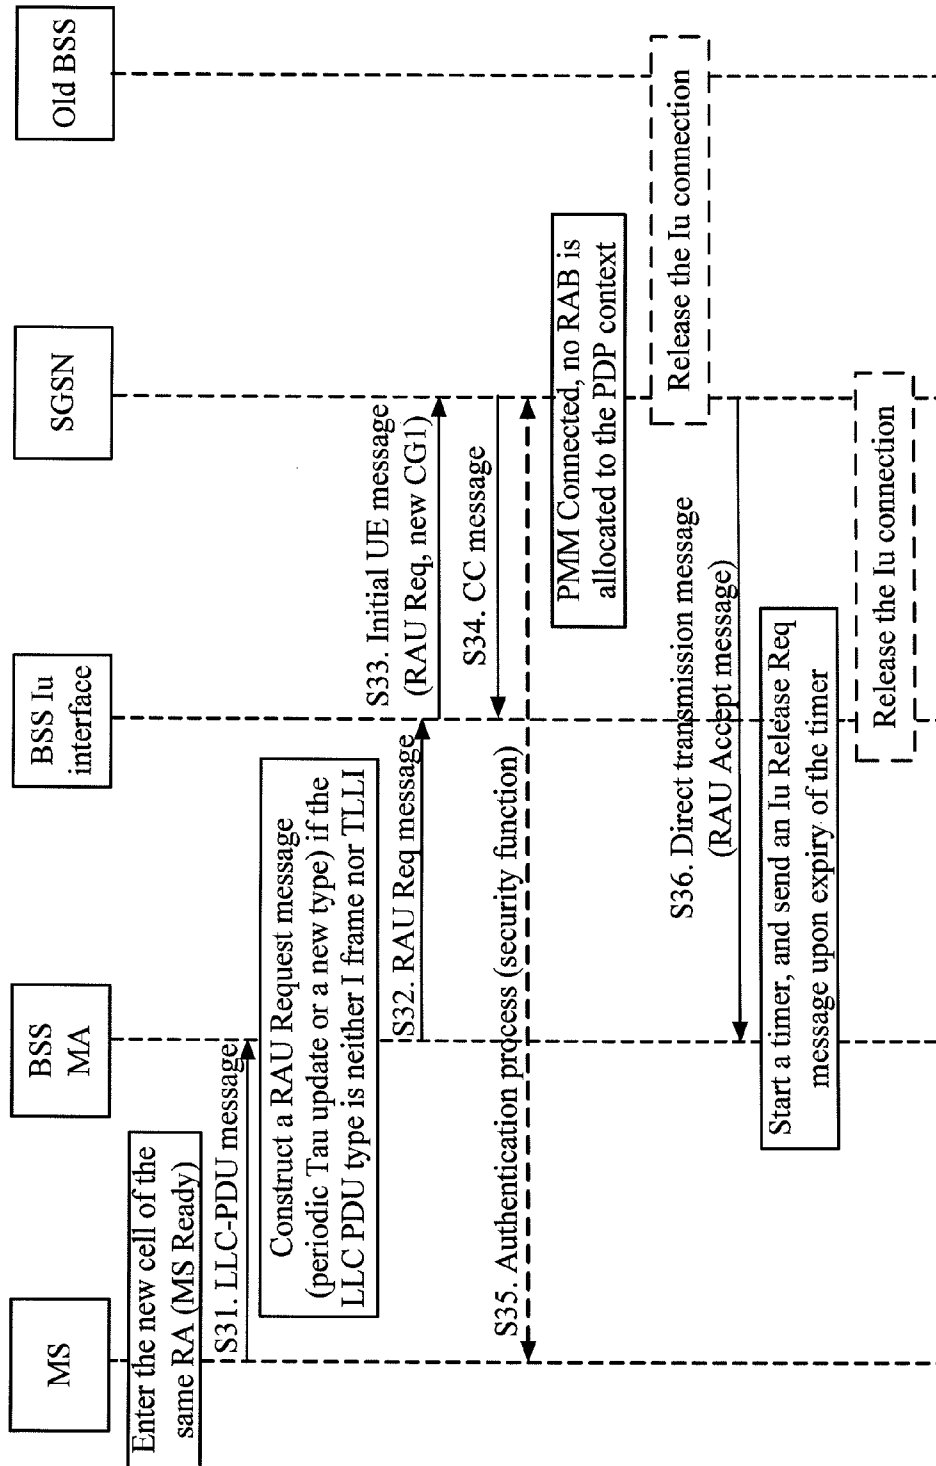 MS
BSS
MA
BSS Iu
interface
SGSN
Old BSS
Enter the new cell of the
same RA (MS Ready)
S31. LLC-PDU message
Construct a RAU Request message
(periodic Tau update or a new type) if the
LLC PDU type is neither I frame nor TLLI
S32. RAU Req message
S33. Initial UE message
(RAU Req, new CG1)
S34. CC message
S35. Authentication process (security function)
PMM Connected, no RAB is
allocated to the PDP context
Release the Iu connection
S36. Direct transmission message
(RAU Accept message)
Start a timer, and send an Iu Release Req
message upon expiry of the timer
Release the Iu connection